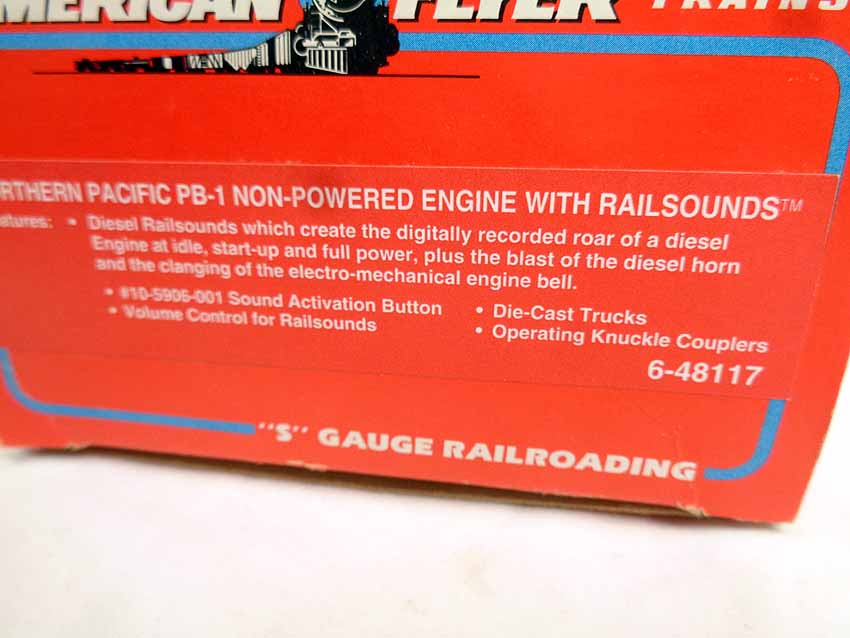 MERICAN FLYER TRAINS
RTHERN PACIFIC PB-1 NON-POWERED ENGINE WITH RAILSOUNDS™
atures: • Diesel Railsounds which create the digitally recorded roar of a diesel
Engine at idle, start-up and full power, plus the blast of the diesel horn
and the clanging of the electro-mechanical engine bell.
• #10-5906-001 Sound Activation Button
• Volume Control for Railsounds
• Die-Cast Trucks
• Operating Knuckle Couplers
6-48117
"S" GAUGE RAILROADING